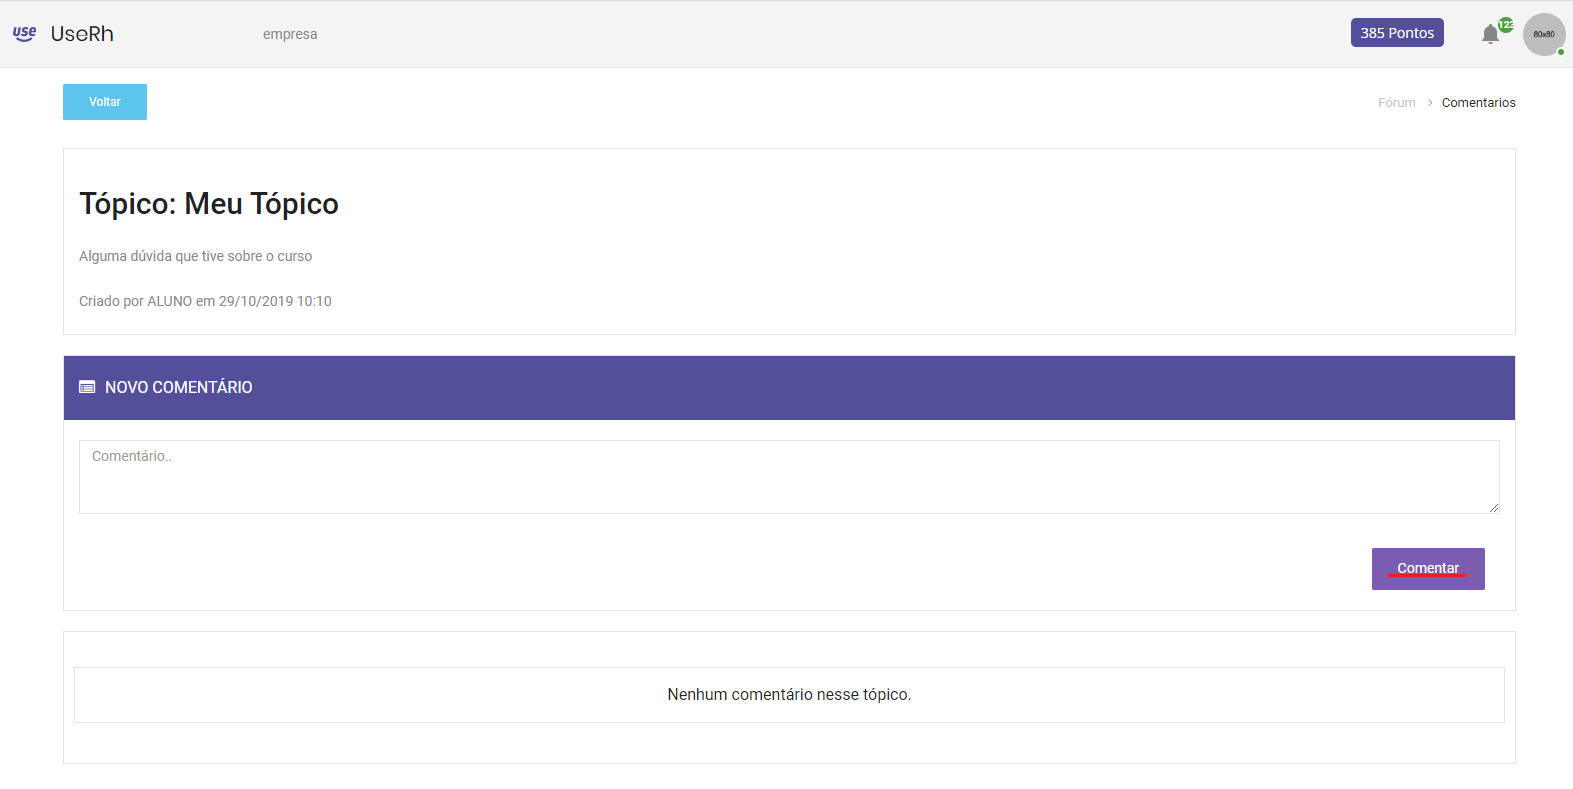 use UseRh empresa 385 Pontos 123 80x80
Voltar Fórum > Comentarios
Tópico: Meu Tópico
Alguma dúvida que tive sobre o curso
Criado por ALUNO em 29/10/2019 10:10
NOVO COMENTÁRIO
Comentário..
Comentar
Nenhum comentário nesse tópico.